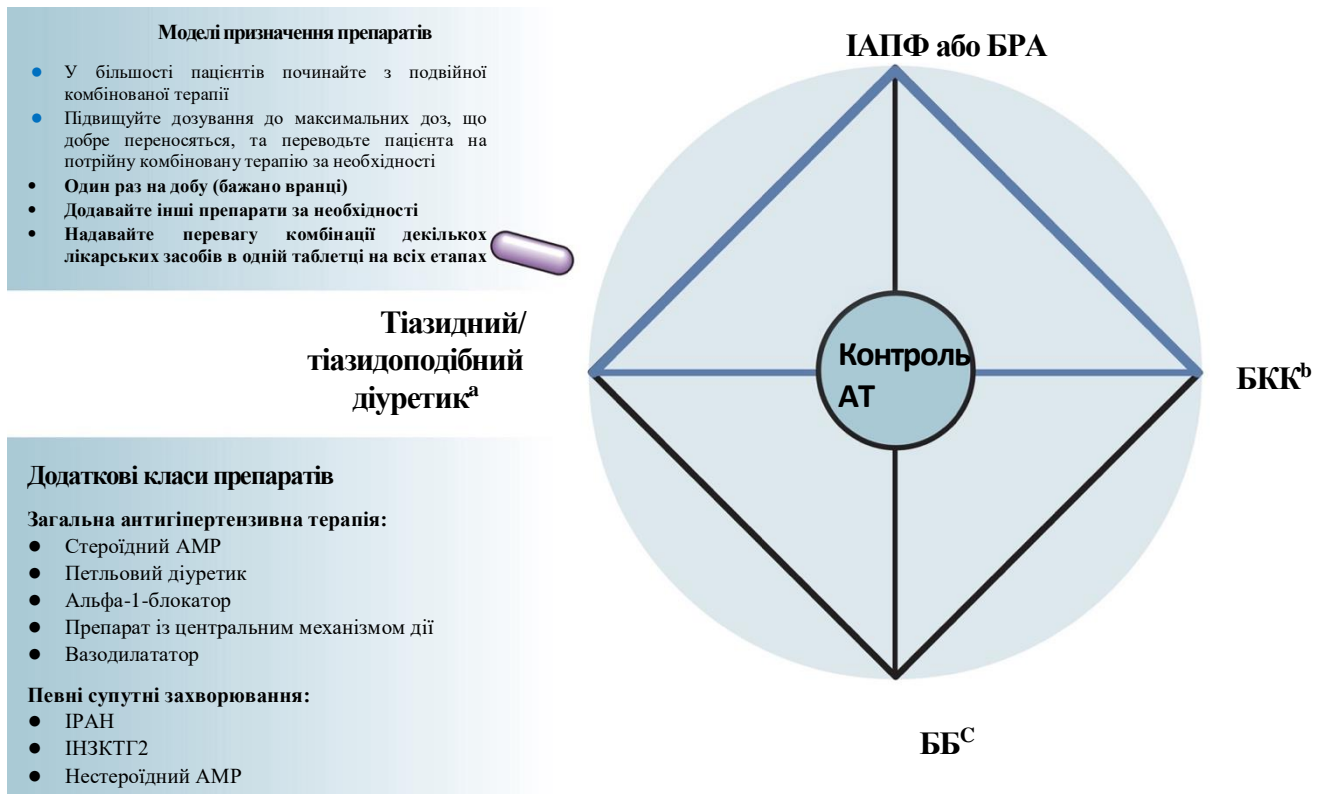 Моделі призначення препаратів
● У більшості пацієнтів починайте з подвійної
комбінованої терапії
● Підвищуйте дозування до максимальних доз, що
добре переносяться, та переводьте пацієнта на
потрійну комбіновану терапію за необхідності
• Один раз на добу (бажано вранці)
• Додавайте інші препарати за необхідності
• Надавайте перевагу комбінації декількох
лікарських засобів в одній таблетці на всіх етапах
ІАПФ або БРА
Тіазидний/
тіазидоподібний
діуретикᵃ
Контроль
АТ
БККᵇ
ББᶜ
Додаткові класи препаратів
Загальна антигіпертензивна терапія:
● Стероїдний АМР
● Петльовий діуретик
● Альфа-1-блокатор
● Препарат із центральним механізмом дії
● Вазодилататор
Певні супутні захворювання:
● ІРАН
● ІНЗКТГ2
● Нестероїдний АМР